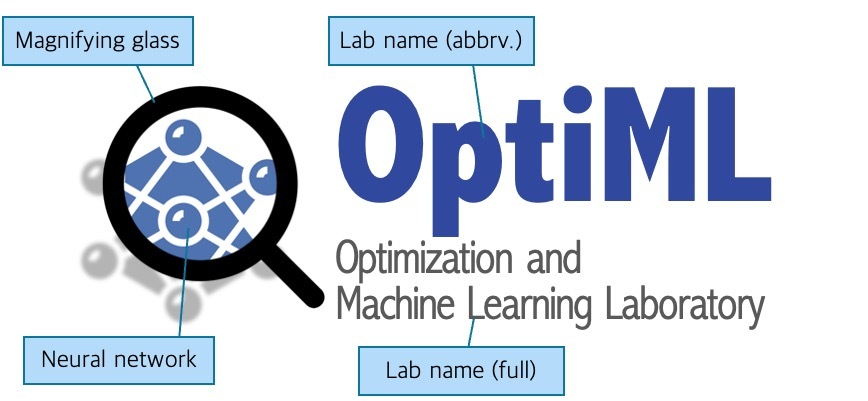 Magnifying glass
Lab name (abbrv.)
OptiML
Optimization and
Machine Learning Laboratory
Neural network
Lab name (full)